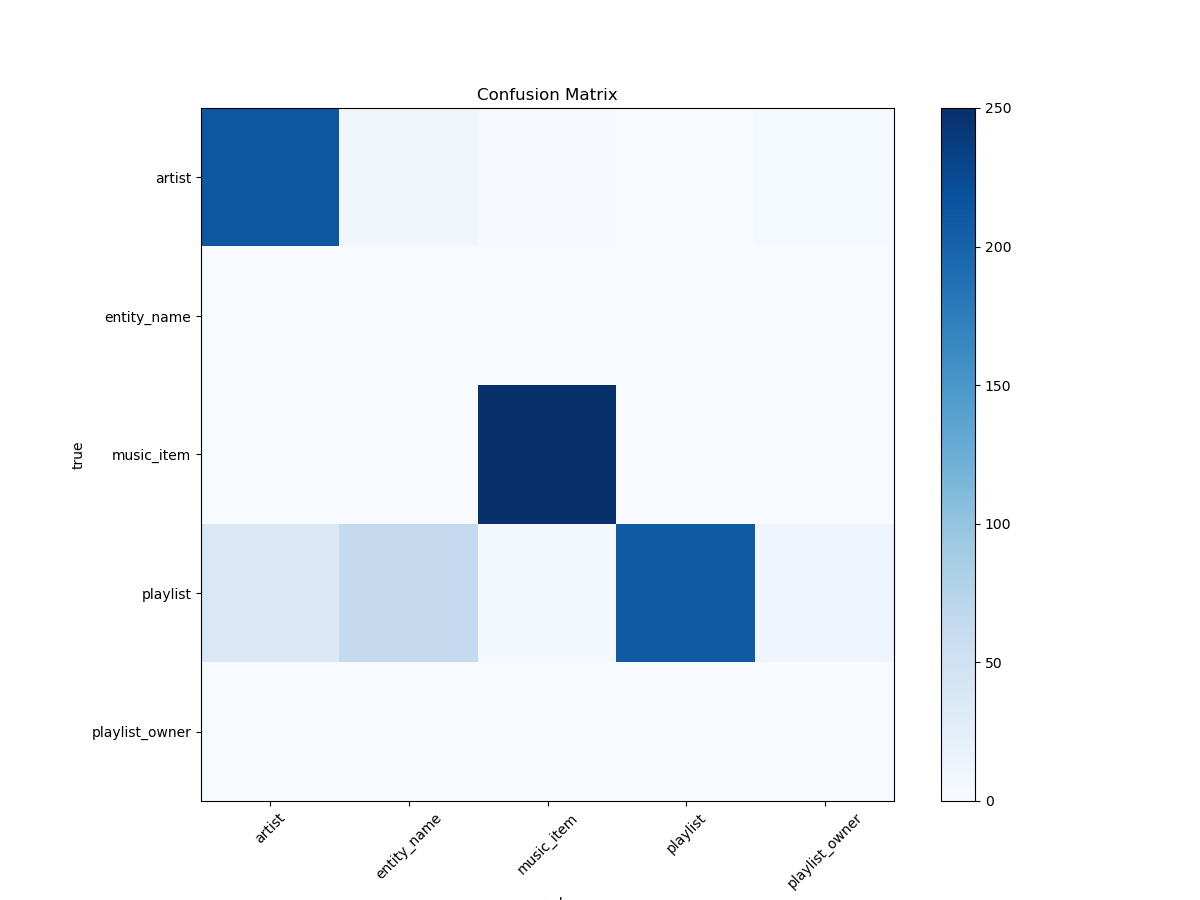 Confusion Matrix
artist
entity_name
music_item
playlist
playlist_owner
true
artist
entity_name
music_item
playlist
playlist_owner
250
200
150
100
50
0